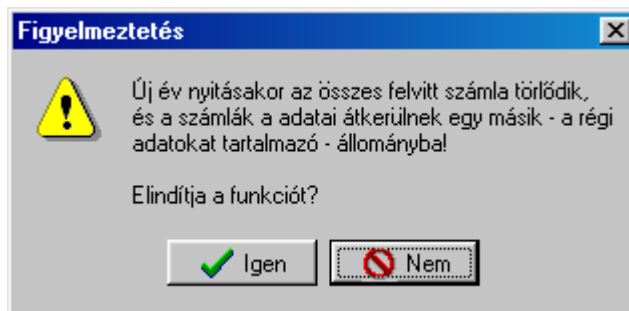 Figyelmeztetés
Új év nyitásakor az összes felvitt számla törlődik,
és a számlák a adatai átkerülnek egy másik - a régi
adatokat tartalmazó - állományba!
Elindítja a funkciót?
Igen
Nem